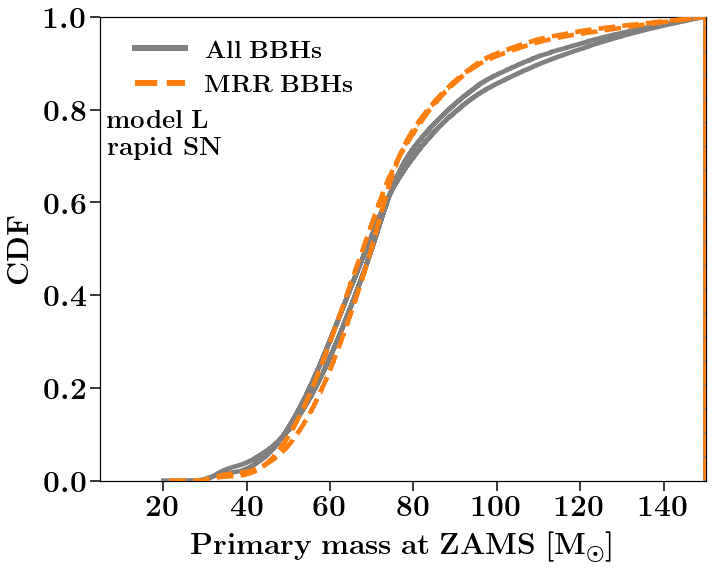 1.0
0.8
0.6
0.4
0.2
0.0
CDF
All BBHs
MRR BBHs
model L
rapid SN
20 40 60 80 100 120 140
Primary mass at ZAMS [M⊙]